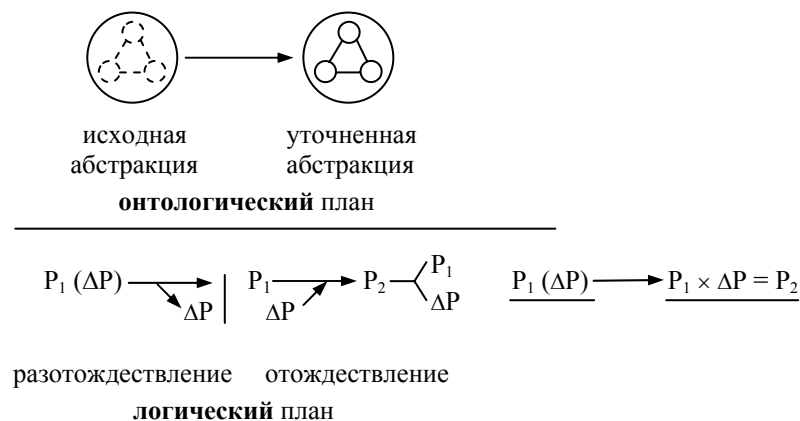 исходная уточненная
абстракция абстракция
онтологический план
P₁ (ΔP) P₁ P₂ P₁ P₁ (ΔP) P₁ × ΔP = P₂
ΔP ΔP ΔP
разотождествление отождествление
логический план